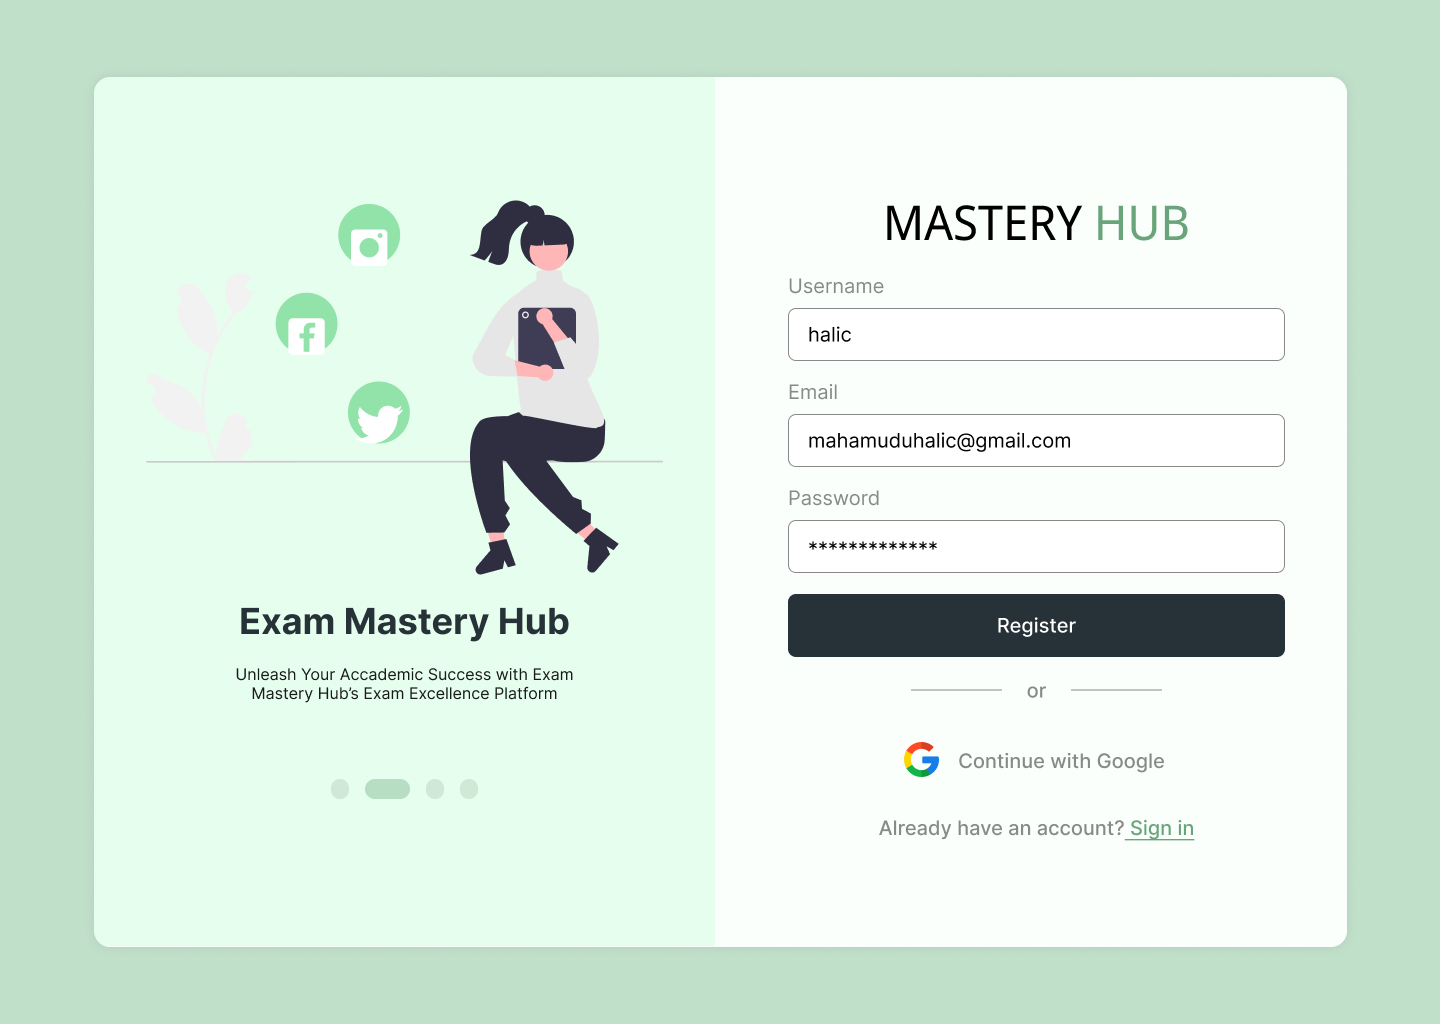 Exam Mastery Hub
Unleash Your Accademic Success with Exam
Mastery Hub’s Exam Excellence Platform
MASTERY HUB
Username
halic
Email
mahamuduhalic@gmail.com
Password
*************
Register
or
Continue with Google
Already have an account? Sign in